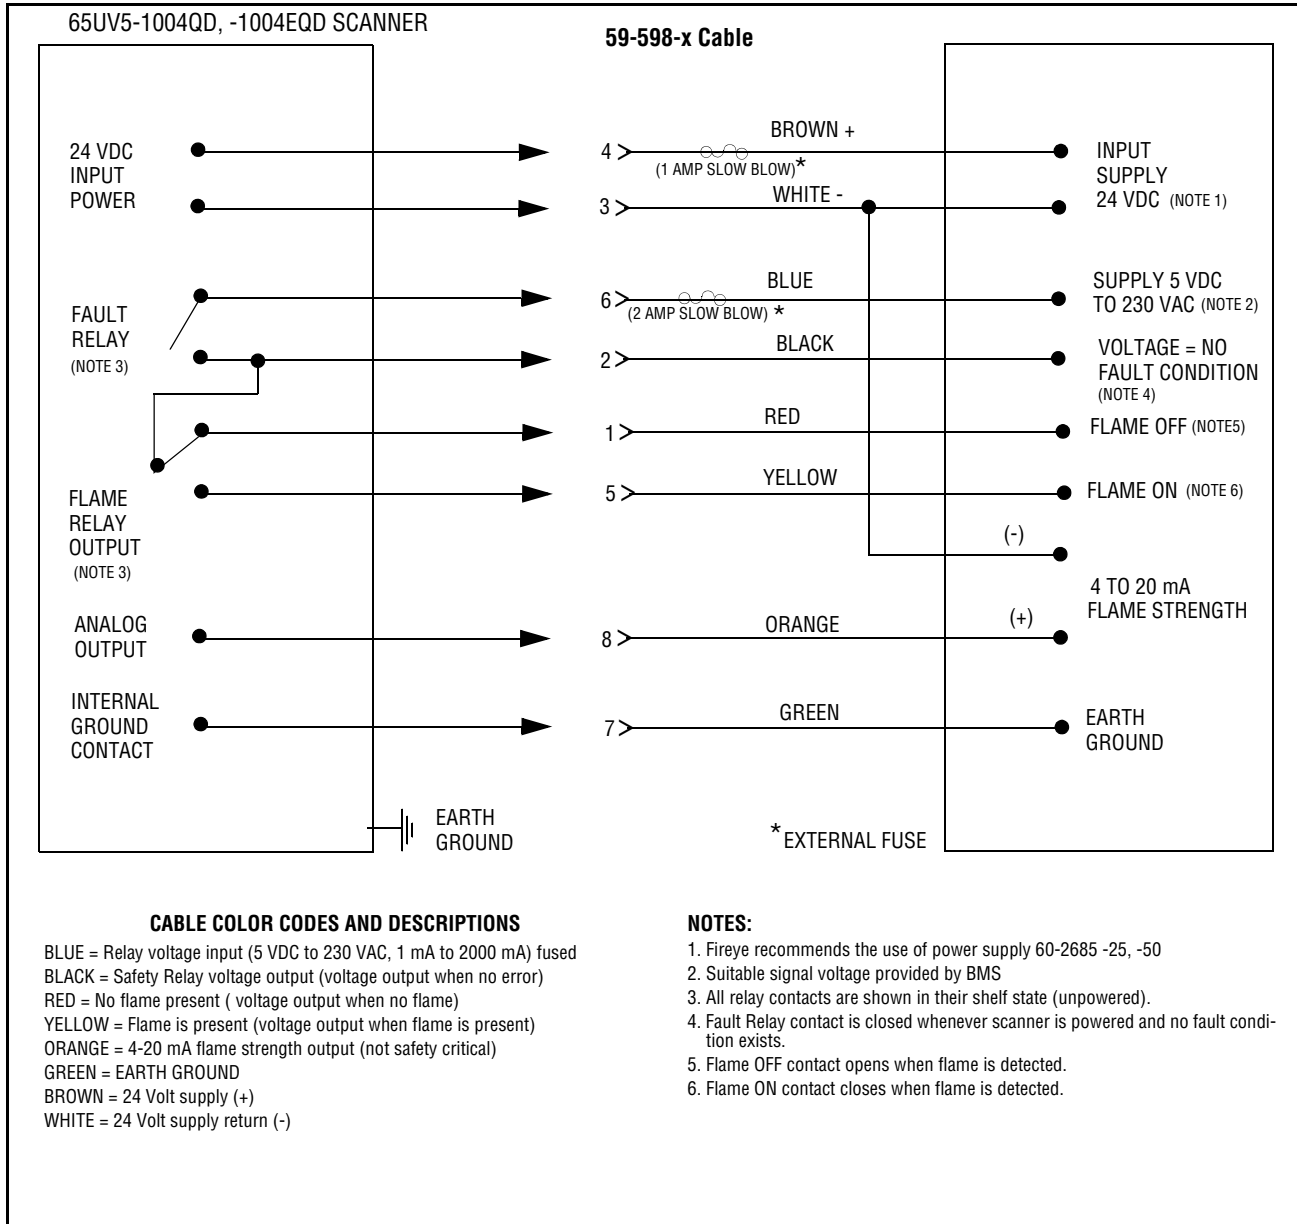 65UV5-1004QD, -1004EQD SCANNER
59-598-x Cable
24 VDC
INPUT
POWER
4
BROWN +
(1 AMP SLOW BLOW)*
INPUT
SUPPLY
24 VDC (NOTE 1)
3
WHITE -
FAULT
RELAY
(NOTE 3)
6
BLUE
(2 AMP SLOW BLOW) *
SUPPLY 5 VDC
TO 230 VAC (NOTE 2)
2
BLACK
VOLTAGE = NO
FAULT CONDITION
(NOTE 4)
1
RED
FLAME OFF (NOTE5)
FLAME
RELAY
OUTPUT
(NOTE 3)
5
YELLOW
FLAME ON (NOTE 6)
(-)
4 TO 20 mA
FLAME STRENGTH
(+)
ANALOG
OUTPUT
8
ORANGE
INTERNAL
GROUND
CONTACT
7
GREEN
EARTH
GROUND
EARTH
GROUND
*EXTERNAL FUSE
CABLE COLOR CODES AND DESCRIPTIONS
BLUE = Relay voltage input (5 VDC to 230 VAC, 1 mA to 2000 mA) fused
BLACK = Safety Relay voltage output (voltage output when no error)
RED = No flame present ( voltage output when no flame)
YELLOW = Flame is present (voltage output when flame is present)
ORANGE = 4-20 mA flame strength output (not safety critical)
GREEN = EARTH GROUND
BROWN = 24 Volt supply (+)
WHITE = 24 Volt supply return (-)
NOTES:
1. Fireye recommends the use of power supply 60-2685 -25, -50
2. Suitable signal voltage provided by BMS
3. All relay contacts are shown in their shelf state (unpowered).
4. Fault Relay contact is closed whenever scanner is powered and no fault condi-
tion exists.
5. Flame OFF contact opens when flame is detected.
6. Flame ON contact closes when flame is detected.